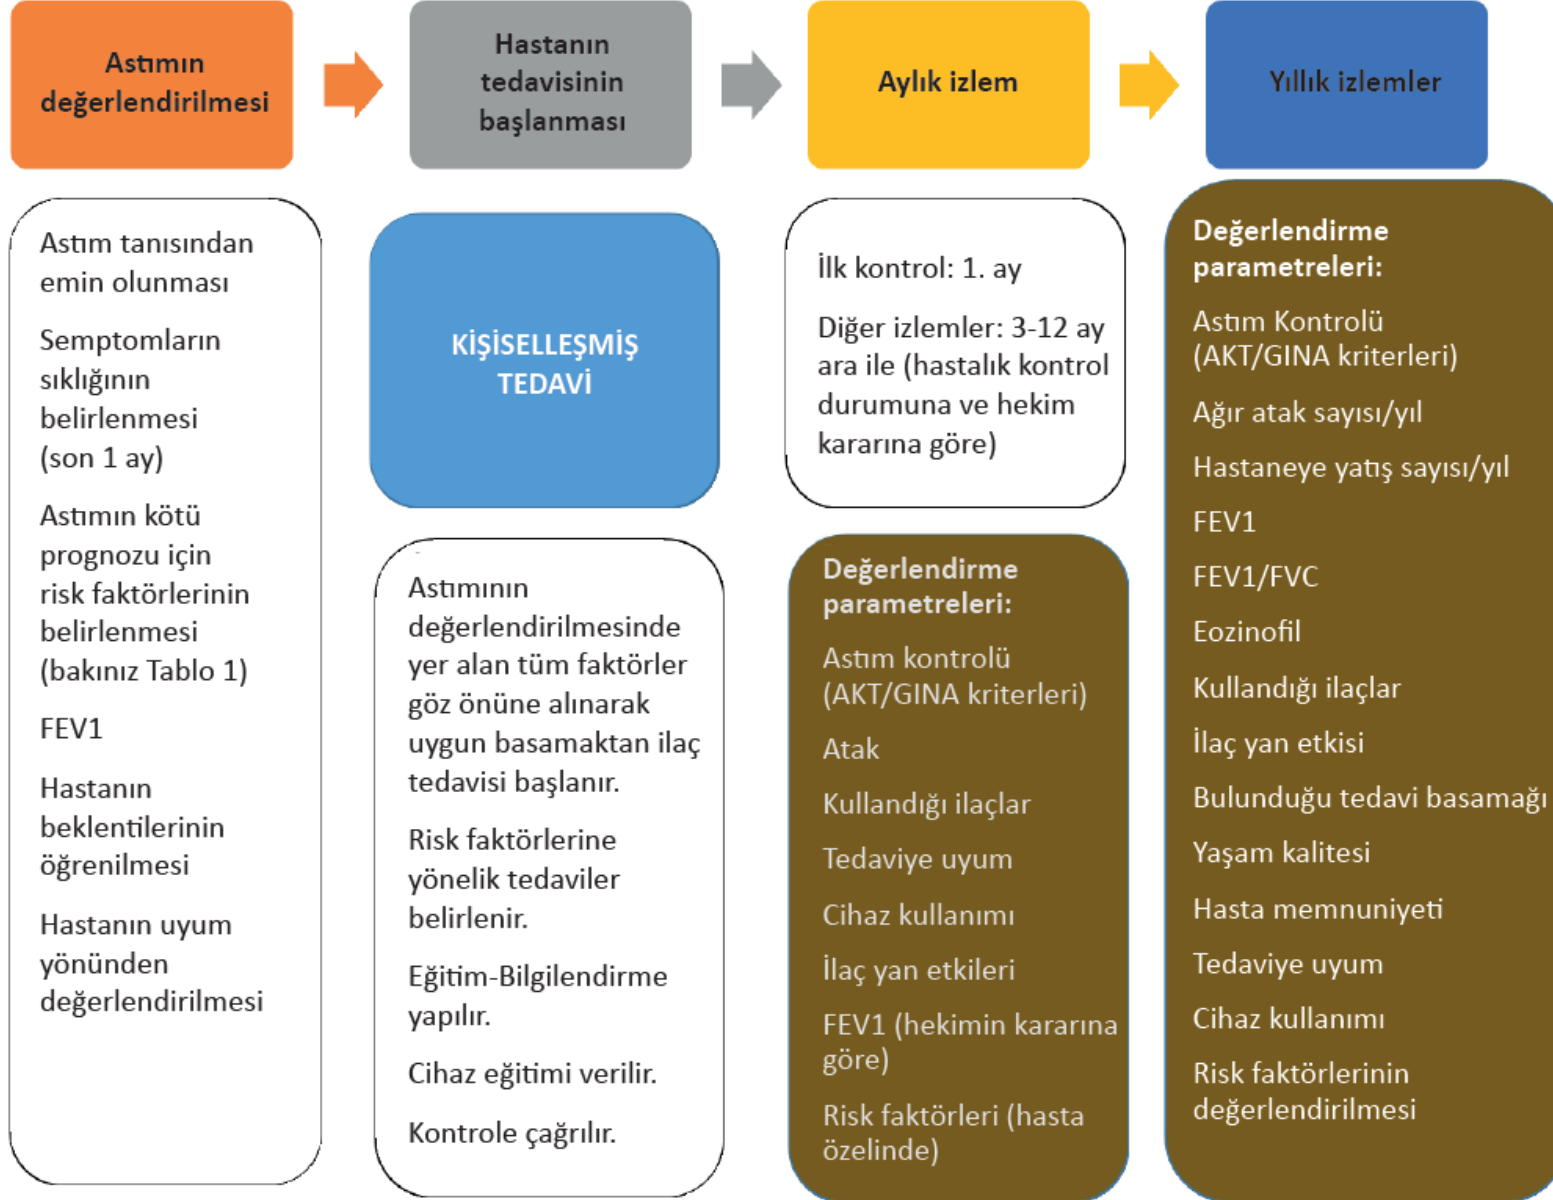 Astımın
değerlendirilmesi
Hastanın
tedavisinin
başlanması
Aylık izlem
Yıllık izlemler
Astım tanısından
emin olunması
Semptomların
sıklığının
belirlenmesi
(son 1 ay)
Astımın kötü
prognozu için
risk faktörlerinin
belirlenmesi
(bakınız Tablo 1)
FEV1
Hastanın
beklentilerinin
öğrenilmesi
Hastanın uyum
yönünden
değerlendirilmesi
KİŞİSELLEŞMİŞ
TEDAVİ
Astımının
değerlendirilmesinde
yer alan tüm faktörler
göz önüne alınarak
uygun basamaktan ilaç
tedavisi başlanır.
Risk faktörlerine
yönelik tedaviler
belirlenir.
Eğitim-Bilgilendirme
yapılır.
Cihaz eğitimi verilir.
Kontrole çağrılır.
İlk kontrol: 1. ay
Diğer izlemler: 3-12 ay
ara ile (hastalık kontrol
durumuna ve hekim
kararına göre)
Değerlendirme
parametreleri:
Astım kontrolü
(AKT/GINA kriterleri)
Atak
Kullandığı ilaçlar
Tedaviye uyum
Cihaz kullanımı
İlaç yan etkileri
FEV1 (hekimin kararına
göre)
Risk faktörleri (hasta
özelinde)
Değerlendirme
parametreleri:
Astım Kontrolü
(AKT/GINA kriterleri)
Ağır atak sayısı/yıl
Hastaneye yatış sayısı/yıl
FEV1
FEV1/FVC
Eozinofil
Kullandığı ilaçlar
İlaç yan etkisi
Bulunduğu tedavi basamağı
Yaşam kalitesi
Hasta memnuniyeti
Tedaviye uyum
Cihaz kullanımı
Risk faktörlerinin
değerlendirilmesi